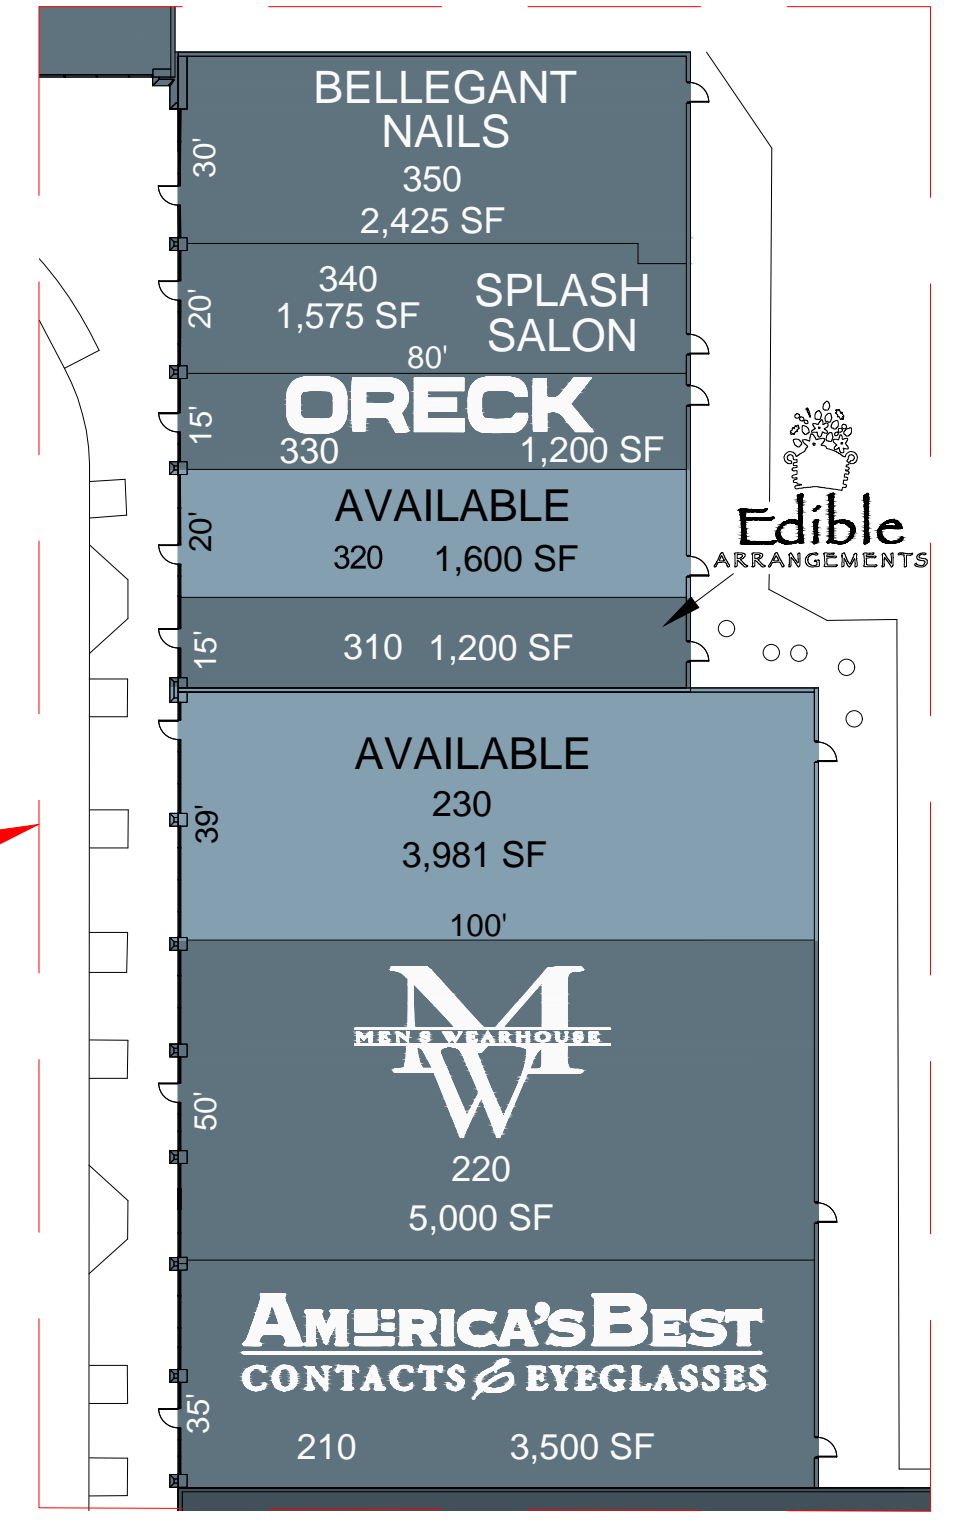 BELLEGANT
NAILS
350
2,425 SF
30'
340
1,575 SF
SPLASH
SALON
20'
80'
ORECK
330 1,200 SF
15'
AVAILABLE
320 1,600 SF
20'
Edible
ARRANGEMENTS
310 1,200 SF
15'
AVAILABLE
230
3,981 SF
39'
100'
MW
MEN S WEARHOUSE
220
5,000 SF
50'
AMERICA'S BEST
CONTACTS & EYEGLASSES
210 3,500 SF
35'